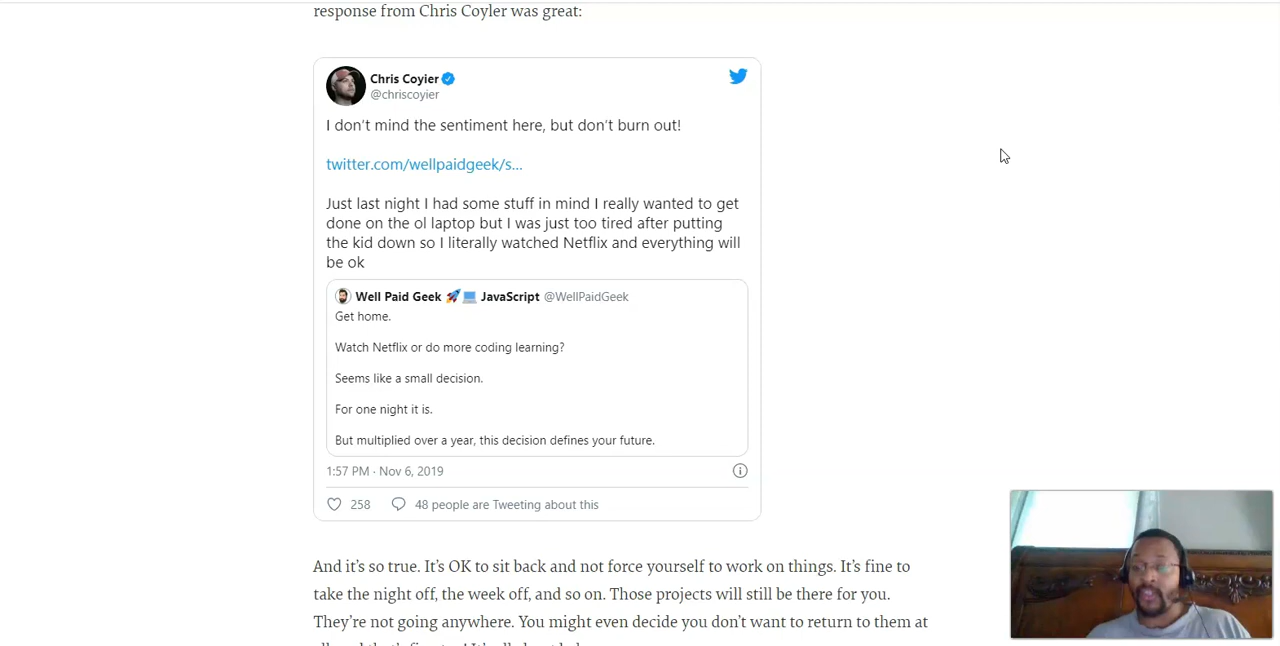 response from Chris Coyler was great:
Chris Coyier
@chriscoyier
I don't mind the sentiment here, but don't burn out!
twitter.com/wellpaidgeek/s...
Just last night I had some stuff in mind I really wanted to get
done on the ol laptop but I was just too tired after putting
the kid down so I literally watched Netflix and everything will
be ok
Well Paid Geek 🚀💻 JavaScript @WellPaidGeek
Get home.
Watch Netflix or do more coding learning?
Seems like a small decision.
For one night it is.
But multiplied over a year, this decision defines your future.
1:57 PM · Nov 6, 2019
258 48 people are Tweeting about this
And it's so true. It's OK to sit back and not force yourself to work on things. It's fine to
take the night off, the week off, and so on. Those projects will still be there for you.
They're not going anywhere. You might even decide you don't want to return to them at